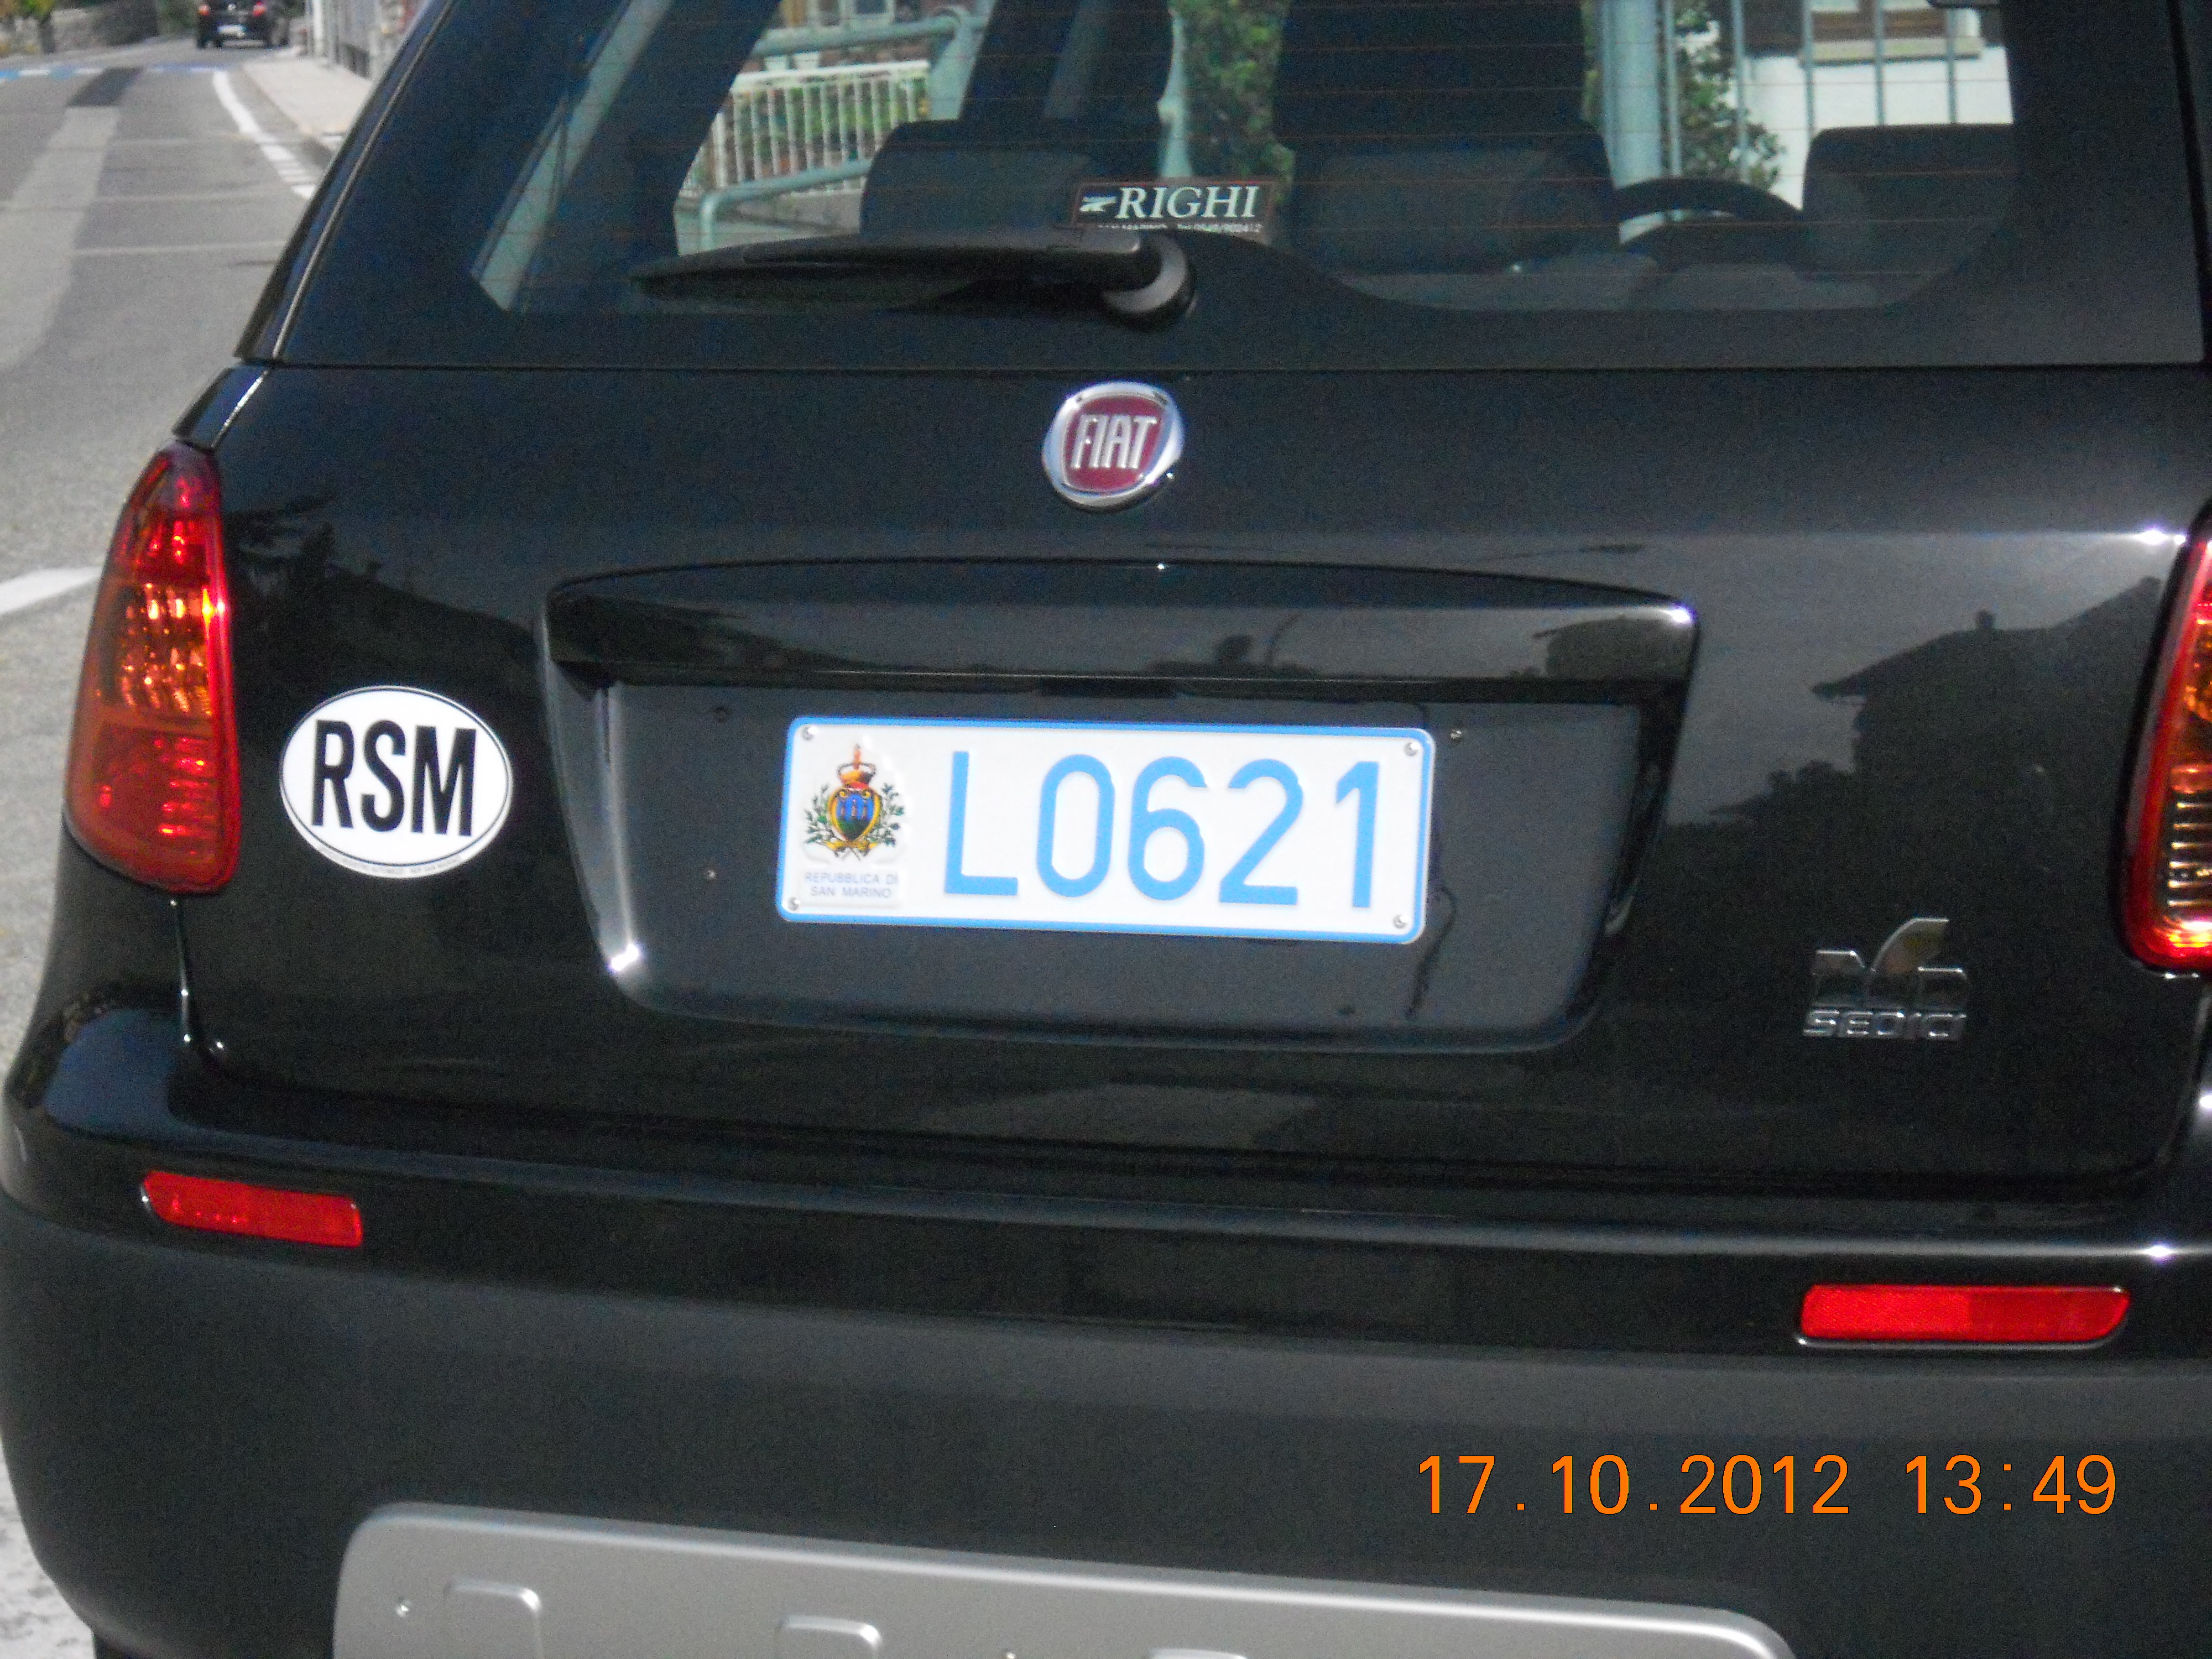 RIGHI
FIAT
RSM
L0621
REPUBBLICA DI
SAN MARINO
SEDICI
17.10.2012 13:49